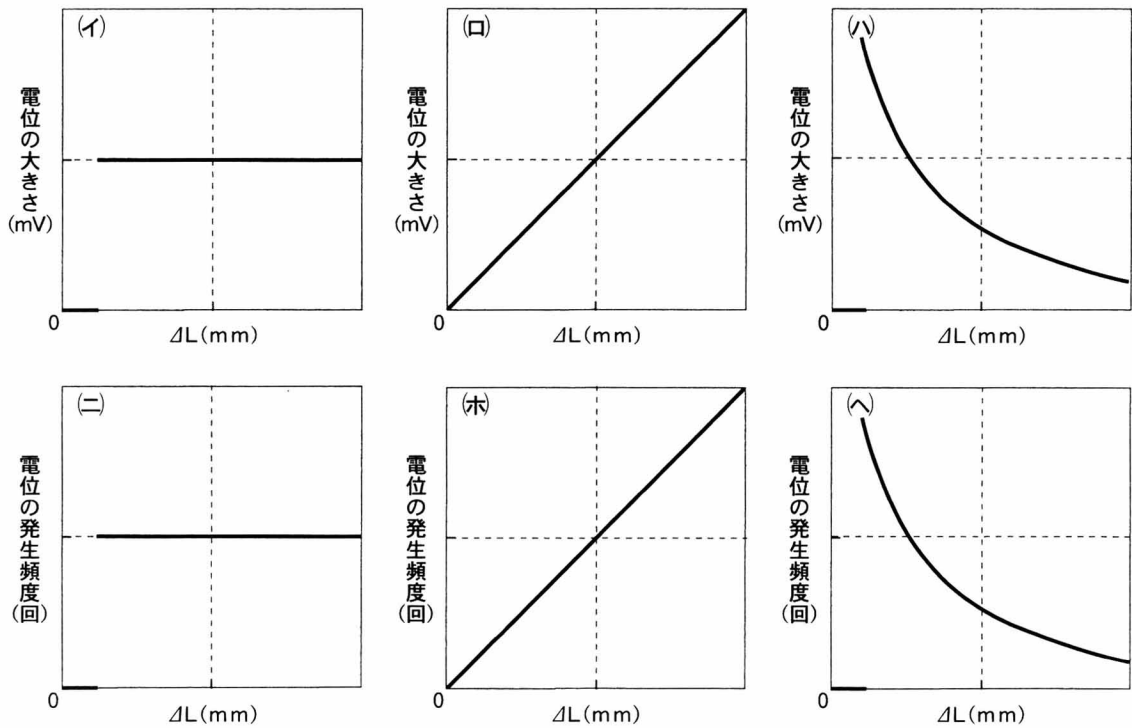 (イ)
電位の大きさ(mV)
0
ΔL(mm)
(ロ)
電位の大きさ(mV)
0
ΔL(mm)
(ハ)
電位の大きさ(mV)
0
ΔL(mm)
(ニ)
電位の発生頻度(回)
0
ΔL(mm)
(ホ)
電位の発生頻度(回)
0
ΔL(mm)
(ヘ)
電位の発生頻度(回)
0
ΔL(mm)